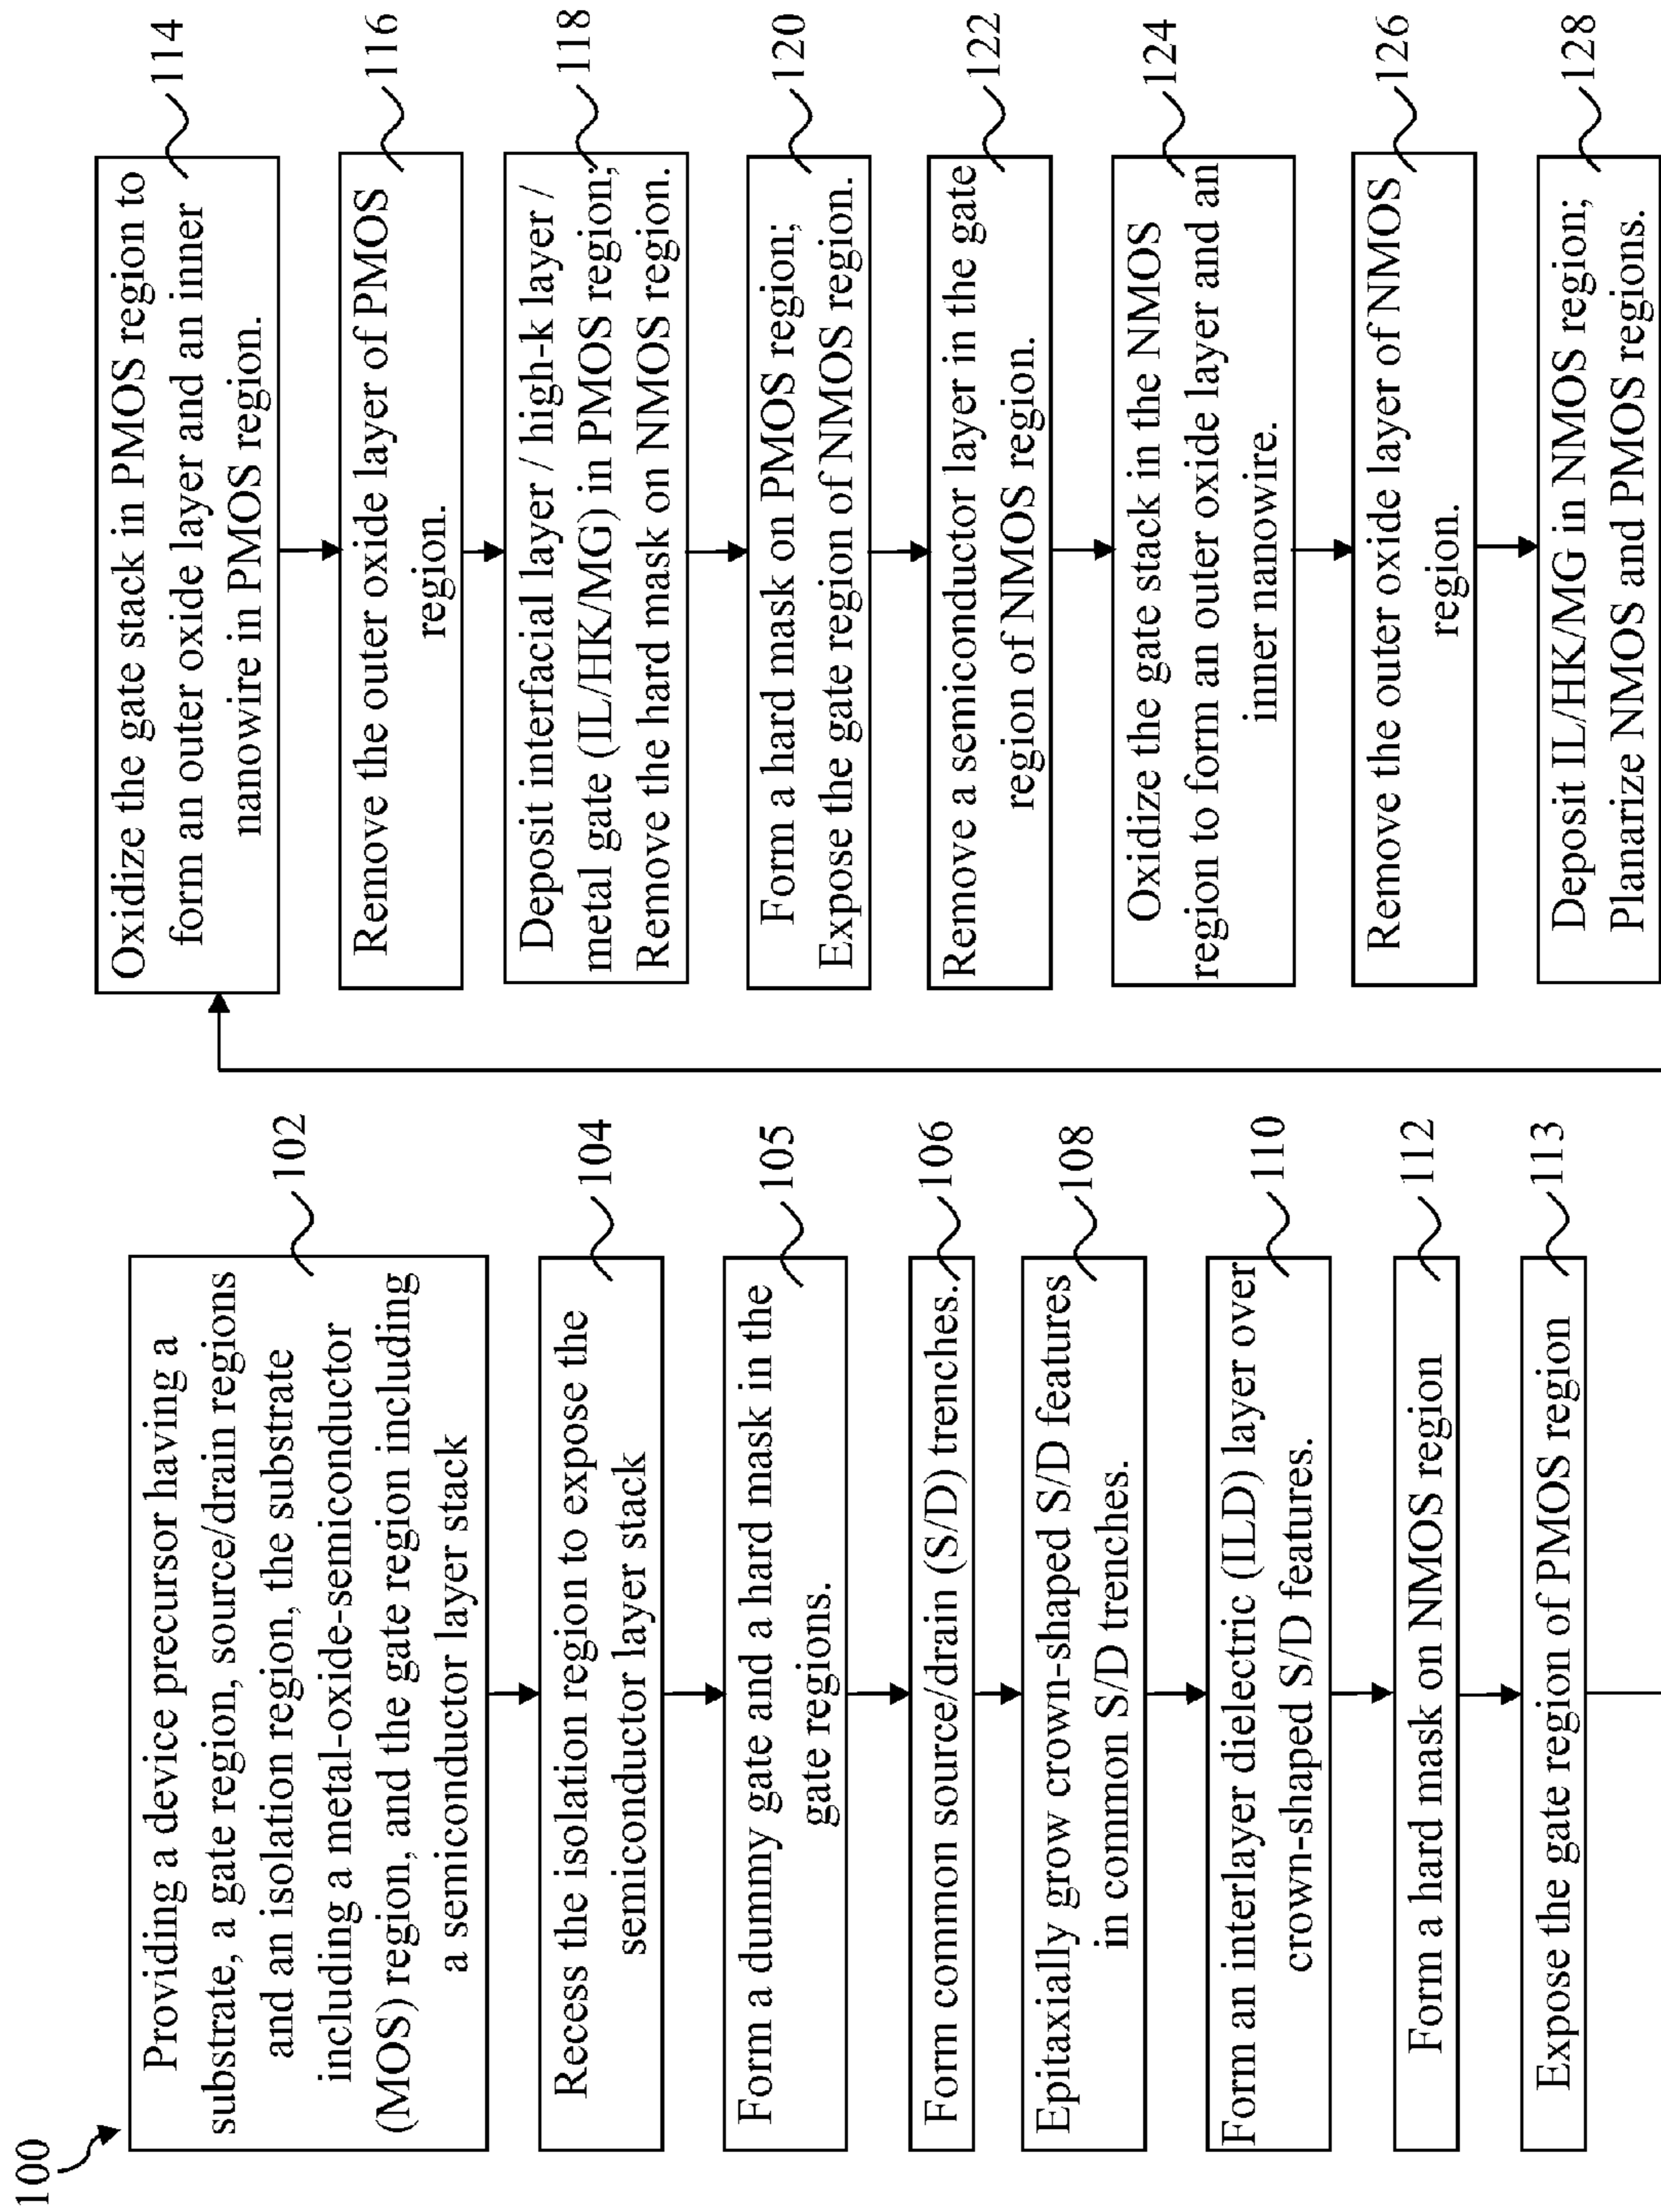 100
Providing a device precursor having a
substrate, a gate region, source/drain regions
and an isolation region, the substrate
including a metal-oxide-semiconductor
(MOS) region, and the gate region including
a semiconductor layer stack
102
Recess the isolation region to expose the
semiconductor layer stack
104
Form a dummy gate and a hard mask in the
gate regions.
105
Form common source/drain (S/D) trenches.
106
Epitaxially grow crown-shaped S/D features
in common S/D trenches.
108
Form an interlayer dielectric (ILD) layer over
crown-shaped S/D features.
110
Form a hard mask on NMOS region
112
Expose the gate region of PMOS region
113
Oxidize the gate stack in PMOS region to
form an outer oxide layer and an inner
nanowire in PMOS region.
114
Remove the outer oxide layer of PMOS
region.
116
Deposit interfacial layer / high-k layer /
metal gate (IL/HK/MG) in PMOS region;
Remove the hard mask on NMOS region.
118
Form a hard mask on PMOS region;
Expose the gate region of NMOS region.
120
Remove a semiconductor layer in the gate
region of NMOS region.
122
Oxidize the gate stack in the NMOS
region to form an outer oxide layer and an
inner nanowire.
124
Remove the outer oxide layer of NMOS
region.
126
Deposit IL/HK/MG in NMOS region;
Planarize NMOS and PMOS regions.
128